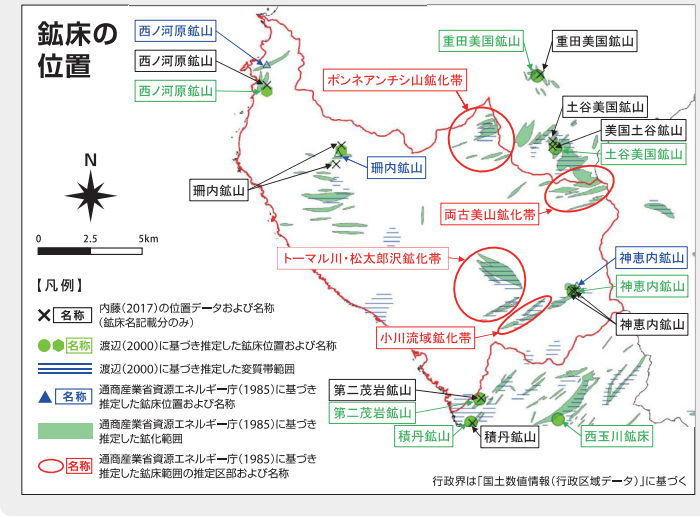 鉱床の
位置
西ノ河原鉱山
西ノ河原鉱山
西ノ河原鉱山
重田美国鉱山
重田美国鉱山
ポンネアンチシ山鉱化帯
土谷美国鉱山
美国土谷鉱山
土谷美国鉱山
珊内鉱山
珊内鉱山
両古美山鉱化帯
N
0 2.5 5km
トーマル川・松太郎沢鉱化帯
神恵内鉱山
神恵内鉱山
神恵内鉱山
小川流域鉱化帯
第二茂岩鉱山
第二茂岩鉱山
積丹鉱山
積丹鉱山
西玉川鉱床
【凡例】
名称 内藤(2017)の位置データおよび名称
(鉱床名記載分のみ)
名称 渡辺(2000)に基づき推定した鉱床位置および名称
渡辺(2000)に基づき推定した変質帯範囲
名称 通商産業省資源エネルギー庁(1985)に基づき
推定した鉱床位置および名称
通商産業省資源エネルギー庁(1985)に基づき
推定した鉱化範囲
名称 通商産業省資源エネルギー庁(1985)に基づき
推定した鉱床範囲の推定区部および名称
行政界は「国土数値情報(行政区域データ)」に基づく